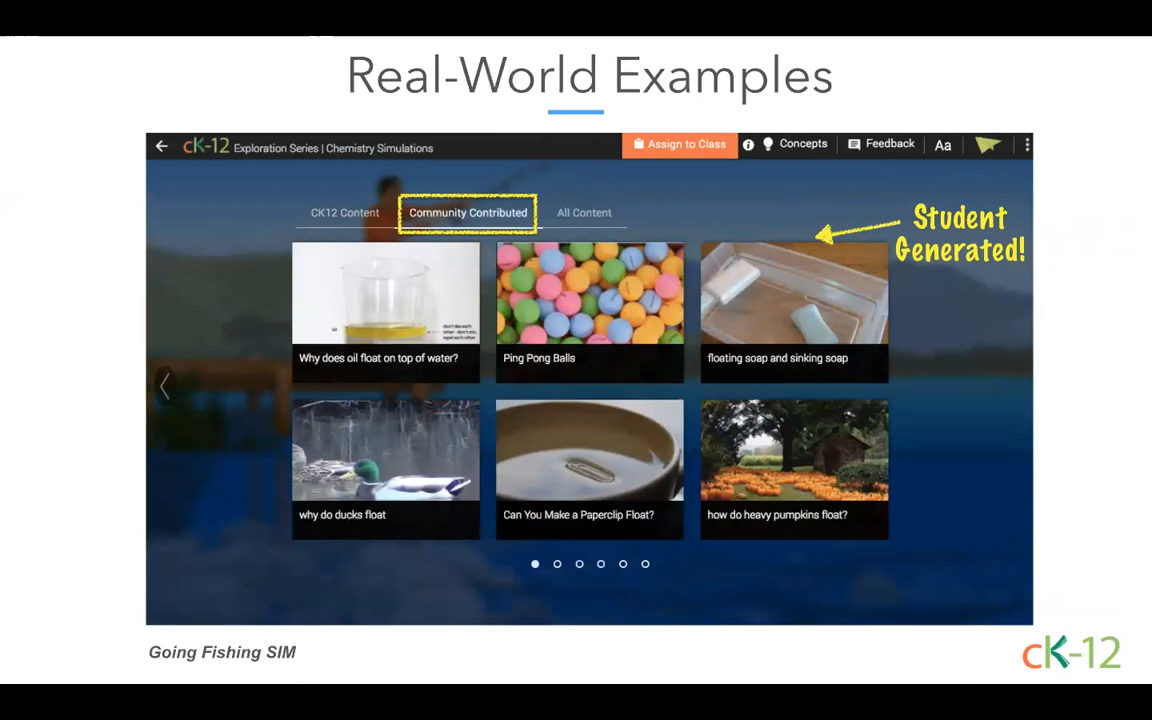 Real-World Examples
cK-12 Exploration Series | Chemistry Simulations
Assign to Class
Concepts
Feedback
Aa
CK12 Content
Community Contributed
All Content
Student
Generated!
Why does oil float on top of water?
Ping Pong Balls
floating soap and sinking soap
why do ducks float
Can You Make a Paperclip Float?
how do heavy pumpkins float?
Going Fishing SIM
cK-12